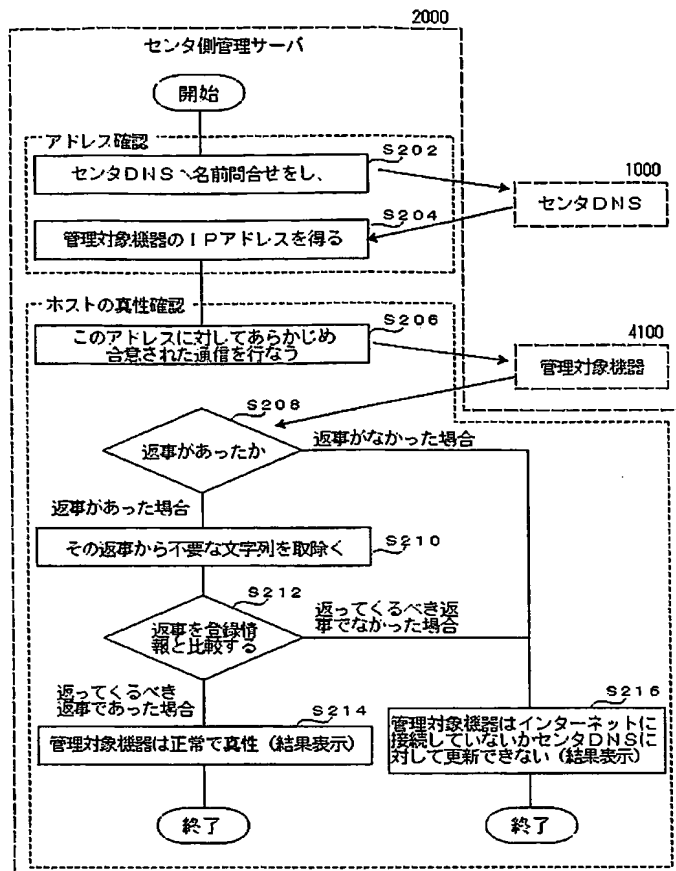 2000
センタ側管理サーバ
開始
アドレス確認
S202
センタDNSへ名前問合せをし、
1000
センタDNS
S204
管理対象機器のIPアドレスを得る
ホストの真性確認
S206
このアドレスに対してあらかじめ
合意された通信を行なう
4100
管理対象機器
S208
返事があったか
返事がなかった場合
返事があった場合
その返事から不要な文字列を取除く
S210
S212
返事を登録情
報と比較する
返ってくるべき返
事でなかった場合
返ってくるべき
返事であった場合
S214
管理対象機器は正常で真性(結果表示)
S216
管理対象機器はインターネットに
接続していないかセンタDNSに
対して更新できない(結果表示)
終了
終了